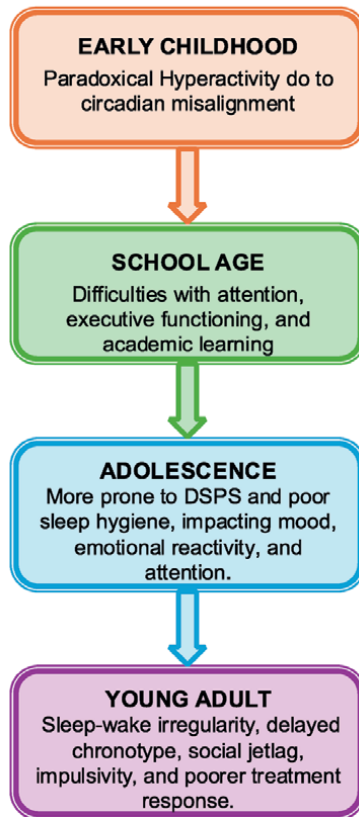 EARLY CHILDHOOD
Paradoxical Hyperactivity do to
circadian misalignment
SCHOOL AGE
Difficulties with attention,
executive functioning, and
academic learning
ADOLESCENCE
More prone to DSPS and poor
sleep hygiene, impacting mood,
emotional reactivity, and
attention.
YOUNG ADULT
Sleep-wake irregularity, delayed
chronotype, social jetlag,
impulsivity, and poorer treatment
response.